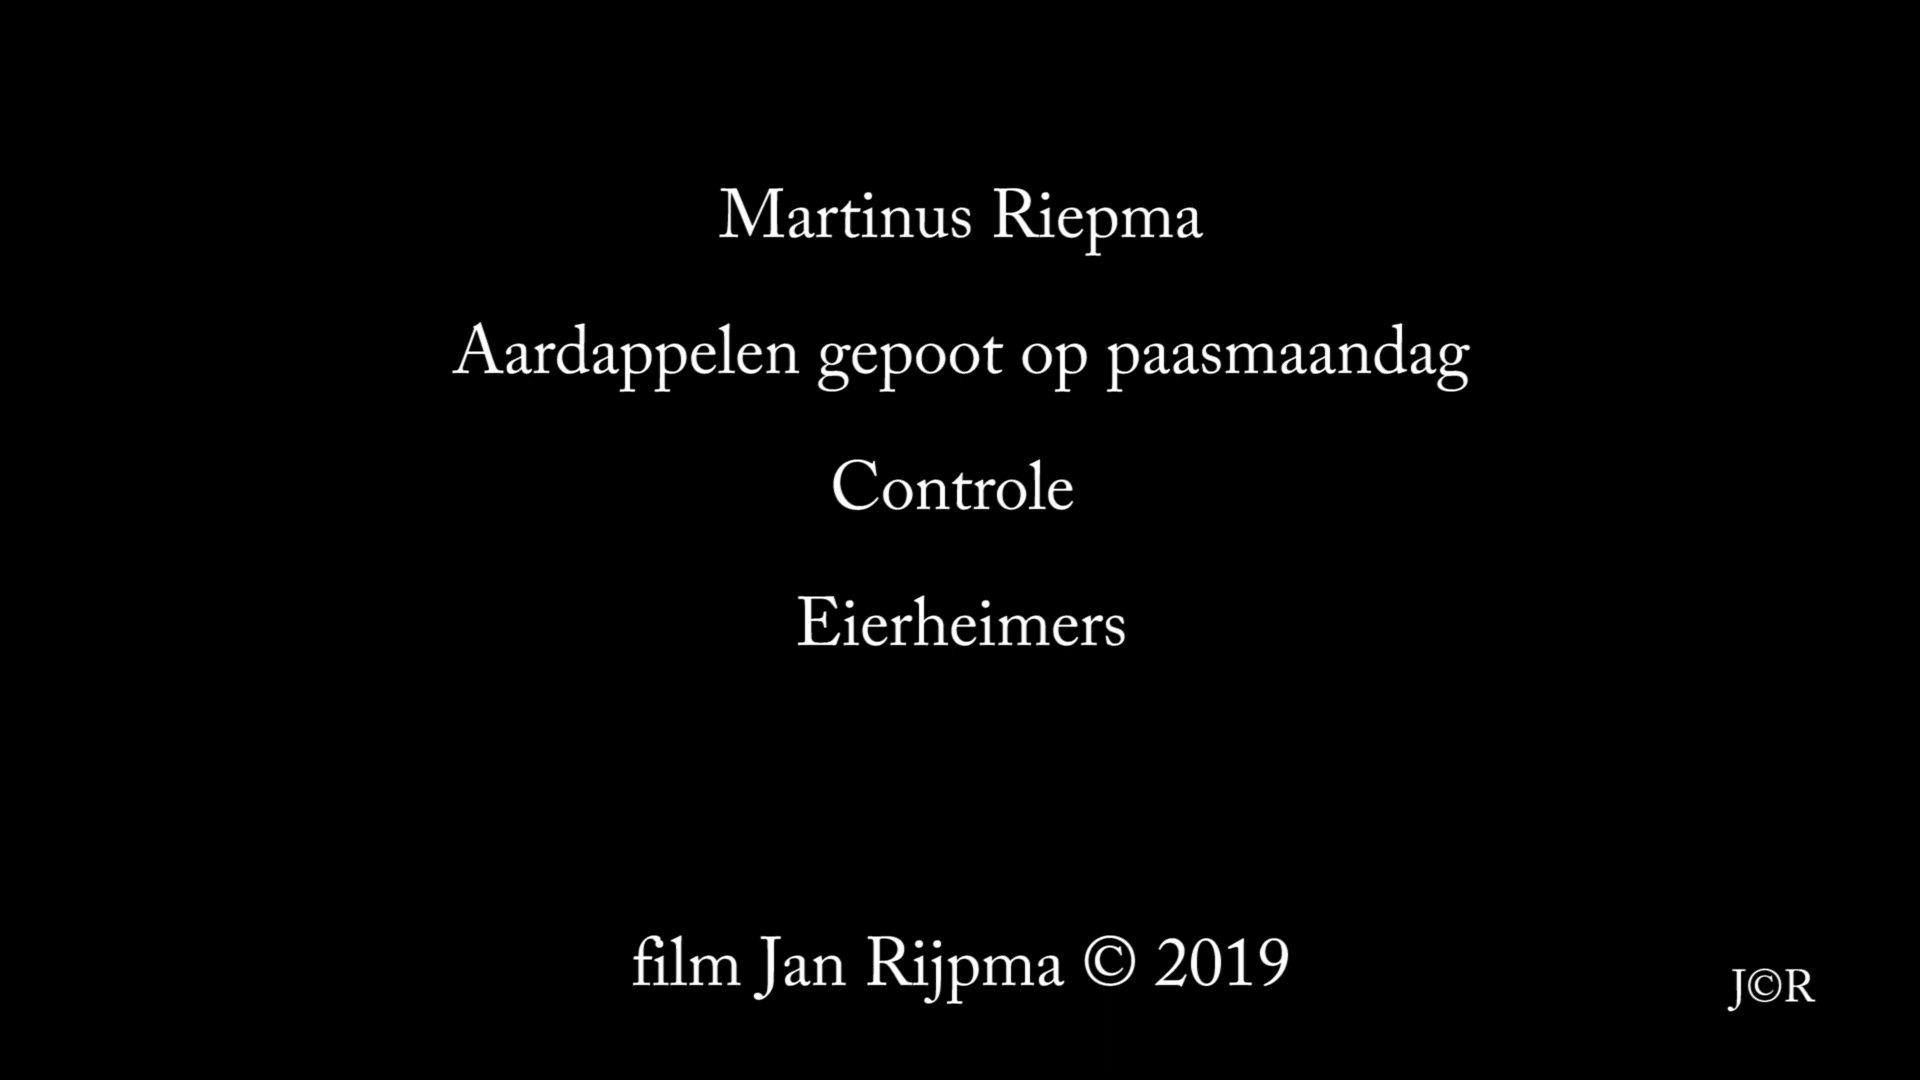 Martinus Riepma
Aardappelen gepoot op paasmaandag
Controle
Eierheimers
film Jan Rijpma © 2019
J©R